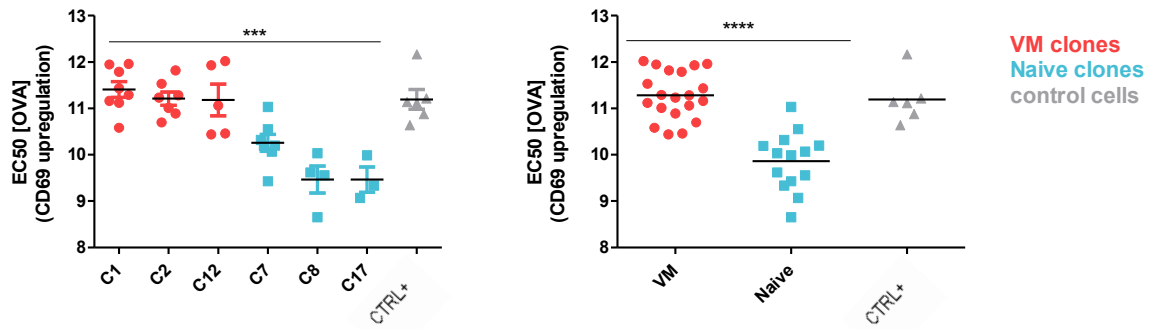 EC50 [OVA]
(CD69 upregulation)
13
12
11
10
9
8
***
C1
C2
C12
C7
C8
C17
CTRL+
EC50 [OVA]
(CD69 upregulation)
13
12
11
10
9
8
****
VM
Naive
CTRL+
VM clones
Naive clones
control cells